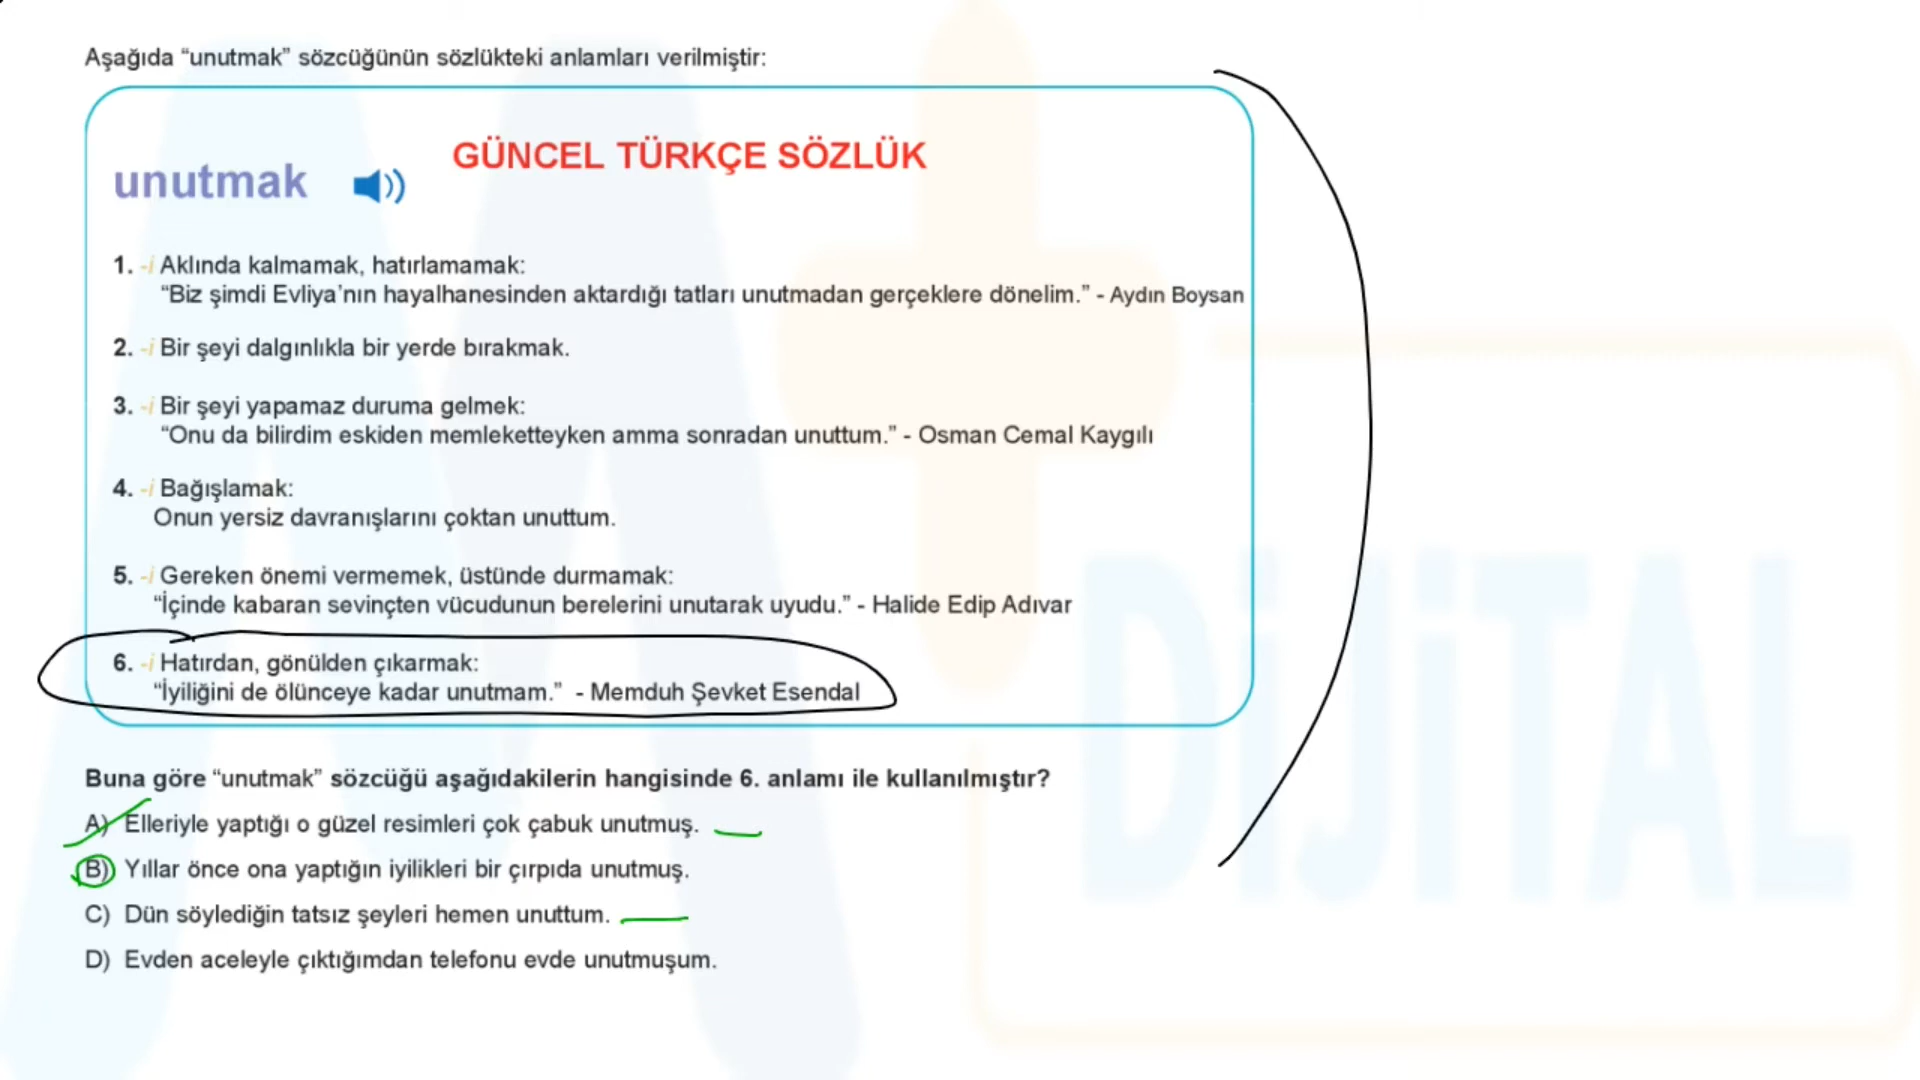 Aşağıda “unutmak” sözcüğünün sözlükteki anlamları verilmiştir:
GÜNCEL TÜRKÇE SÖZLÜK
unutmak
1. -i Aklında kalmamak, hatırlamamak:
“Biz şimdi Evliya’nın hayalhanesinden aktardığı tatları unutmadan gerçeklere dönelim.” - Aydın Boysan
2. -i Bir şeyi dalgınlıkla bir yerde bırakmak.
3. -i Bir şeyi yapamaz duruma gelmek:
“Onu da bilirdim eskiden memleketteyken amma sonradan unuttum.” - Osman Cemal Kaygılı
4. -i Bağışlamak:
Onun yersiz davranışlarını çoktan unuttum.
5. -i Gereken önemi vermemek, üstünde durmamak:
“İçinde kabaran sevinçten vücudunun berelerini unutarak uyudu.” - Halide Edip Adıvar
6. -i Hatırdan, gönülden çıkarmak:
“İyiliğini de ölünceye kadar unutmam.” - Memduh Şevket Esendal
Buna göre “unutmak” sözcüğü aşağıdakilerin hangisinde 6. anlamı ile kullanılmıştır?
A) Elleriyle yaptığı o güzel resimleri çok çabuk unutmuş.
B) Yıllar önce ona yaptığın iyilikleri bir çırpıda unutmuş.
C) Dün söylediğin tatsız şeyleri hemen unuttum.
D) Evden aceleyle çıktığımdan telefonu evde unutmuşum.
DİJİTAL